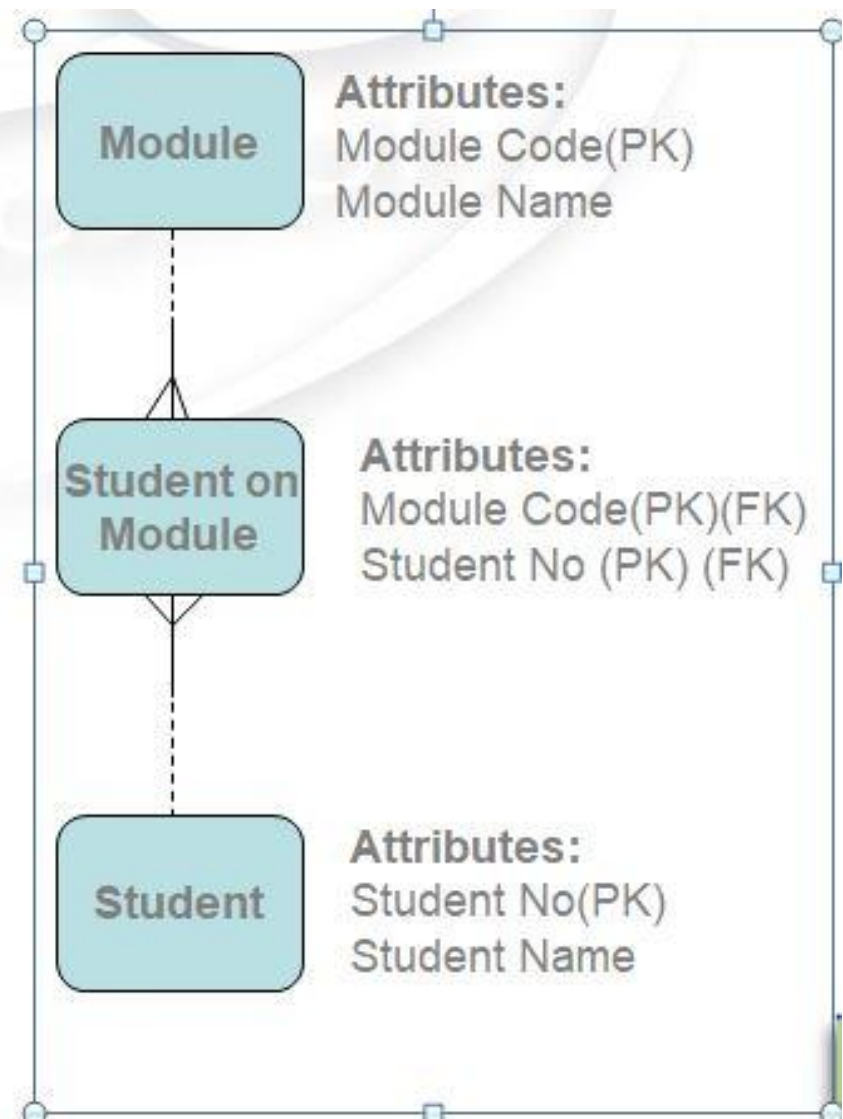 Module
Attributes:
Module Code(PK)
Module Name
Student on
Module
Attributes:
Module Code(PK)(FK)
Student No (PK) (FK)
Student
Attributes:
Student No(PK)
Student Name